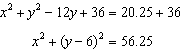 x² + y² − 12y + 36 = 20.25 + 36
x² + (y − 6)² = 56.25